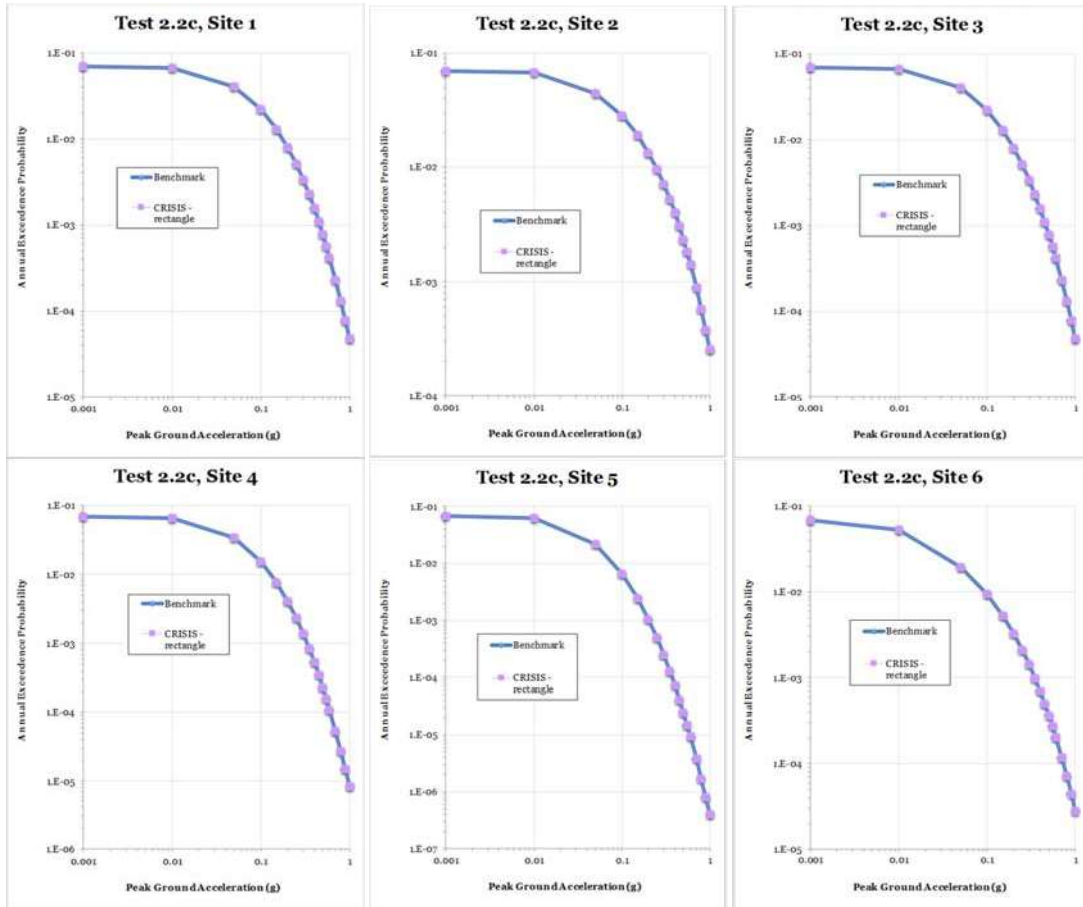 Test 2.2c, Site 1
Annual Exceedence Probability
1.E-01
1.E-02
1.E-03
1.E-04
1.E-05
Benchmark
CRISIS -
rectangle
0.001
0.01
0.1
1
Peak Ground Acceleration (g)
Test 2.2c, Site 2
Annual Exceedence Probability
1.E-01
1.E-02
1.E-03
1.E-04
Benchmark
CRISIS -
rectangle
0.001
0.01
0.1
1
Peak Ground Acceleration (g)
Test 2.2c, Site 3
Annual Exceedence Probability
1.E-01
1.E-02
1.E-03
1.E-04
1.E-05
Benchmark
CRISIS -
rectangle
0.001
0.01
0.1
1
Peak Ground Acceleration (g)
Test 2.2c, Site 4
Annual Exceedence Probability
1.E-01
1.E-02
1.E-03
1.E-04
1.E-05
1.E-06
Benchmark
CRISIS -
rectangle
0.001
0.01
0.1
1
Peak Ground Acceleration (g)
Test 2.2c, Site 5
Annual Exceedence Probability
1.E-01
1.E-02
1.E-03
1.E-04
1.E-05
1.E-06
1.E-07
Benchmark
CRISIS -
rectangle
0.001
0.01
0.1
1
Peak Ground Acceleration (g)
Test 2.2c, Site 6
Annual Exceedence Probability
1.E-01
1.E-02
1.E-03
1.E-04
1.E-05
Benchmark
CRISIS -
rectangle
0.001
0.01
0.1
1
Peak Ground Acceleration (g)